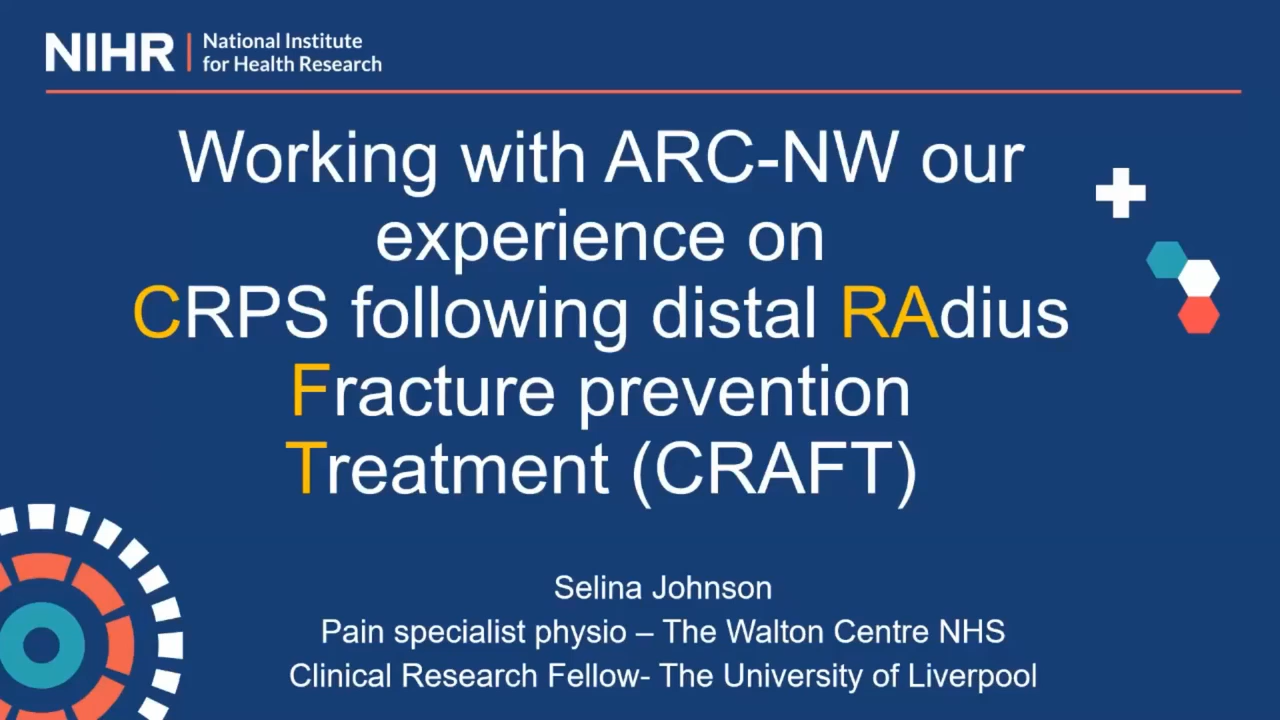 NIHR | National Institute
for Health Research
Working with ARC-NW our
experience on
CRPS following distal RAdius
Fracture prevention
Treatment (CRAFT)
Selina Johnson
Pain specialist physio – The Walton Centre NHS
Clinical Research Fellow- The University of Liverpool